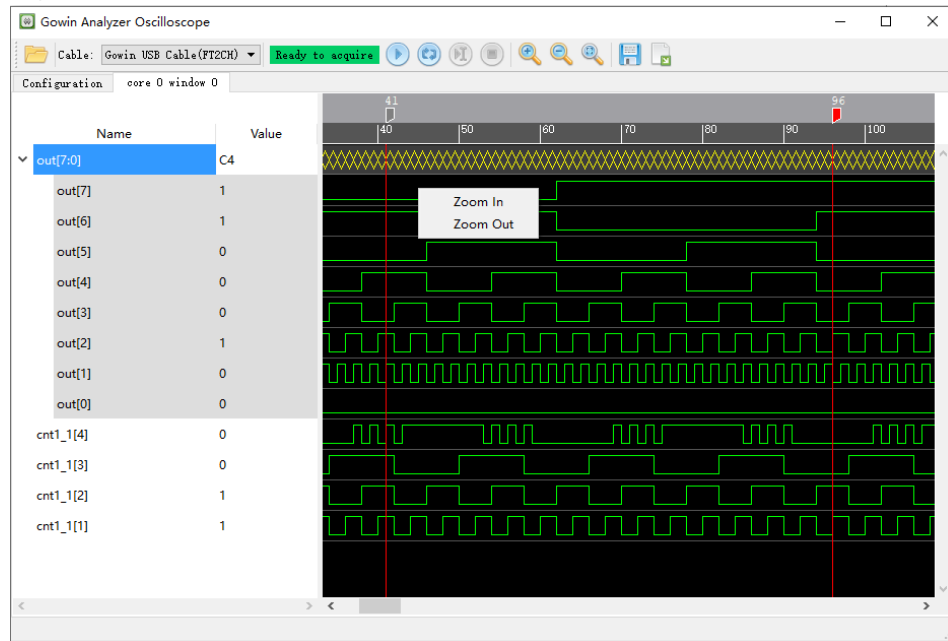 Gowin Analyzer Oscilloscope
Cable: Gowin USB Cable(FT2CH) Ready to acquire
Configuration core 0 window 0
41 96
Name Value |40 |50 |60 |70 |80 |90 |100
out[7:0] C4
out[7] 1
Zoom In
out[6] 1
Zoom Out
out[5] 0
out[4] 0
out[3] 0
out[2] 1
out[1] 0
out[0] 0
cnt1_1[4] 0
cnt1_1[3] 0
cnt1_1[2] 1
cnt1_1[1] 1